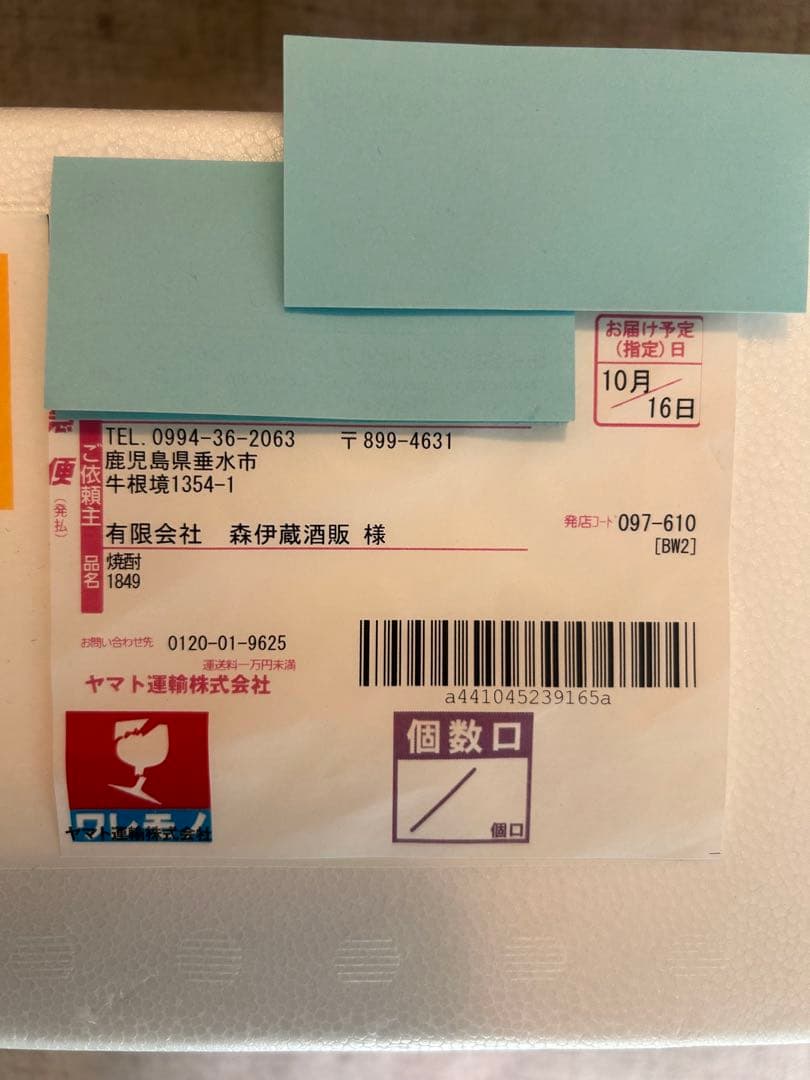 お届け予定
(指定)日
10月
16日
急便
(発払)
ご依頼主
TEL.0994-36-2063 〒899-4631
鹿児島県垂水市
牛根境1354-1
有限会社 森伊蔵酒販 様
発店コード 097-610
[BW2]
品名
焼酎
1849
お問い合わせ先 0120-01-9625
運送料一万円未満
ヤマト運輸株式会社
a441045239165a
ワレモノ
ヤマト運輸株式会社
個数口
個口